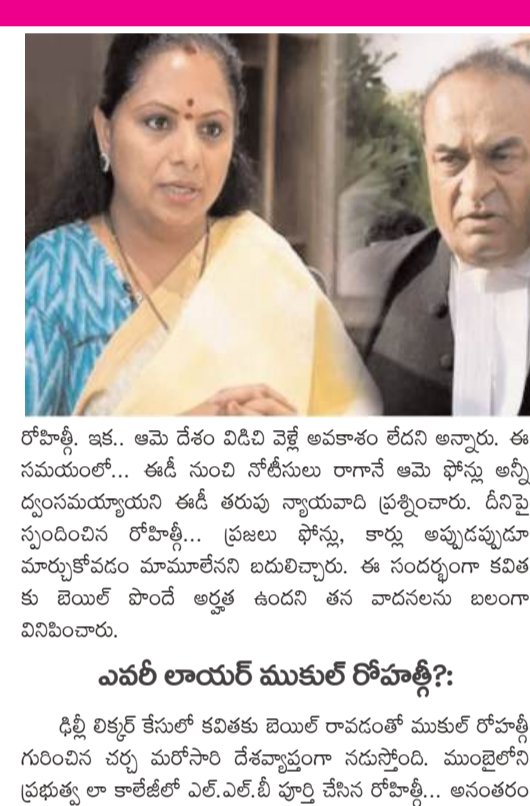 రోహిత్గీ. ఇక.. ఆమె దేశం విడిచి వెళ్లే అవకాశం లేదని అన్నారు. ఈ
సమయంలో... ఈడీ నుంచి నోటీసులు రాగానే ఆమె ఫోన్లు అన్నీ
ధ్వంసమయ్యాయని ఈడీ తరుపు న్యాయవాది ప్రశ్నించారు. దీనిపై
స్పందించిన రోహిత్గీ... ప్రజలు ఫోన్లు, కార్లు అప్పుడప్పుడూ
మార్చుకోవడం మామూలేనని బదులిచ్చారు. ఈ సందర్భంగా కవిత
కు బెయిల్ పొందే అర్హత ఉందని తన వాదనలను బలంగా
వినిపించారు.
ఎవరీ లాయర్ ముకుల్ రోహత్గీ?:
ఢిల్లీ లిక్కర్ కేసులో కవితకు బెయిల్ రావడంతో ముకుల్ రోహత్గీ
గురించిన చర్చ మరోసారి దేశవ్యాప్తంగా నడుస్తోంది. ముంబైలోని
ప్రభుత్వ లా కాలేజీలో ఎల్.ఎల్.బీ పూర్తి చేసిన రోహిత్గీ... అనంతరం